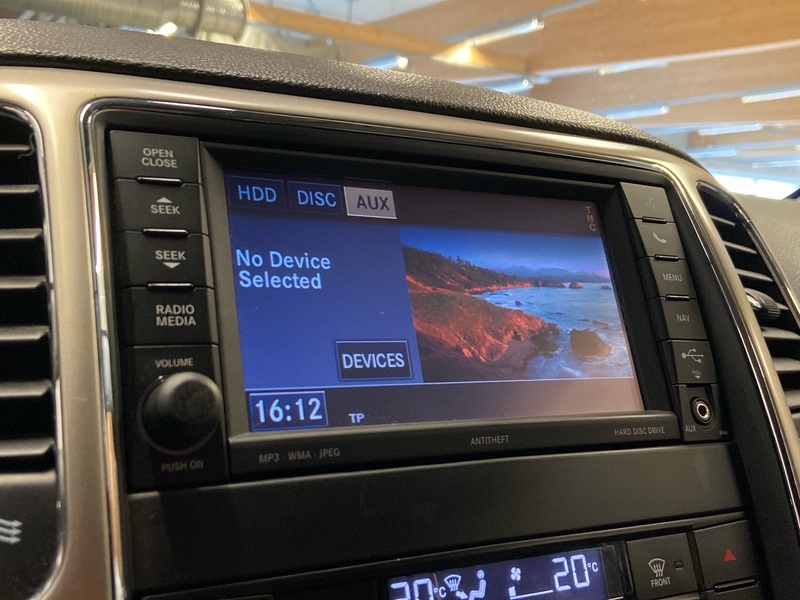 OPEN
CLOSE
SEEK
SEEK
RADIO
MEDIA
VOLUME
PUSH ON
HDD DISC AUX
TMC
No Device
Selected
DEVICES
16:12 TP
MP3 · WMA · JPEG ANTITHEFT HARD DISC DRIVE
MENU
NAV
AUX
20°C
20°C
FRONT